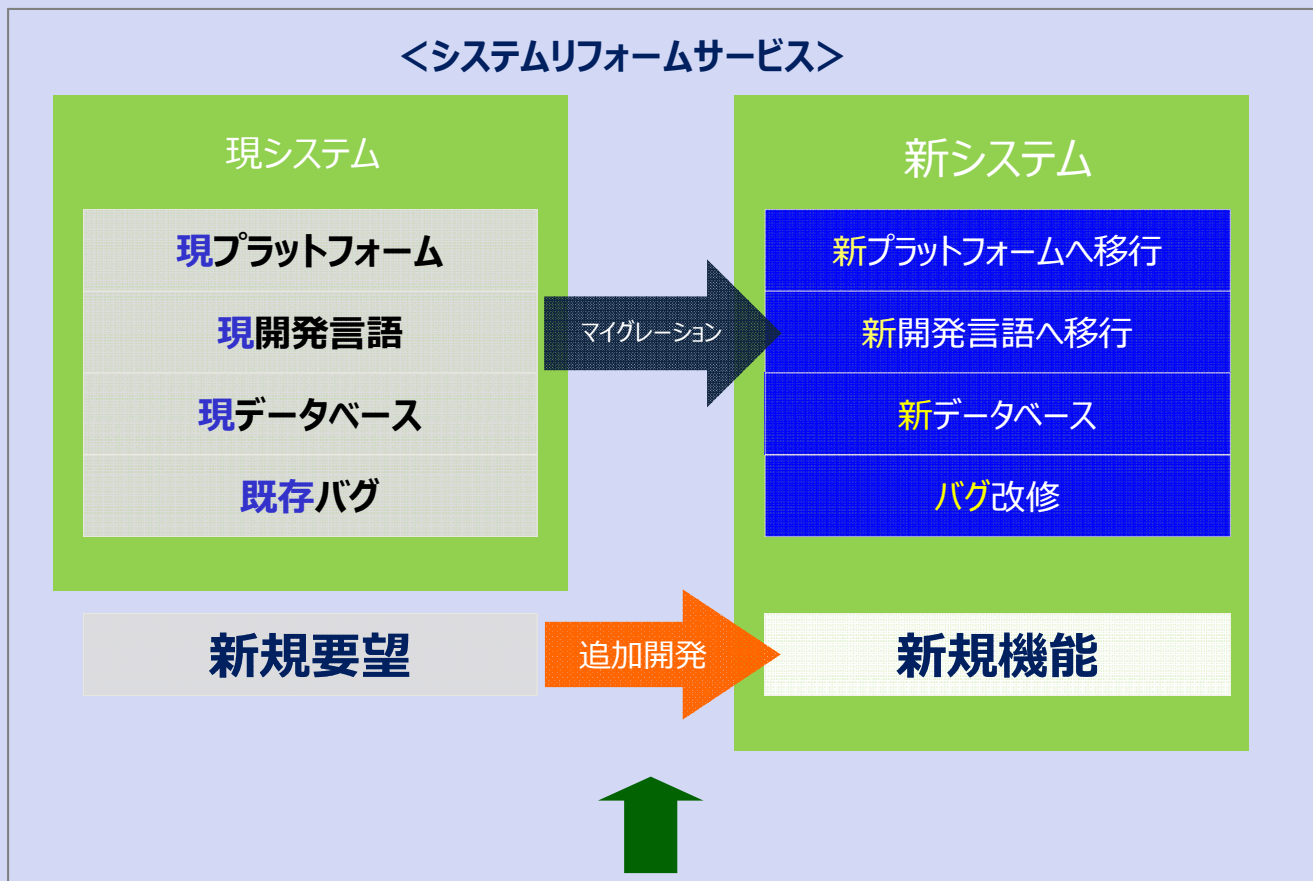 ＜システムリフォームサービス＞
現システム
現プラットフォーム
現開発言語
現データベース
既存バグ
マイグレーション
新システム
新プラットフォームへ移行
新開発言語へ移行
新データベース
バグ改修
新規要望
追加開発
新規機能